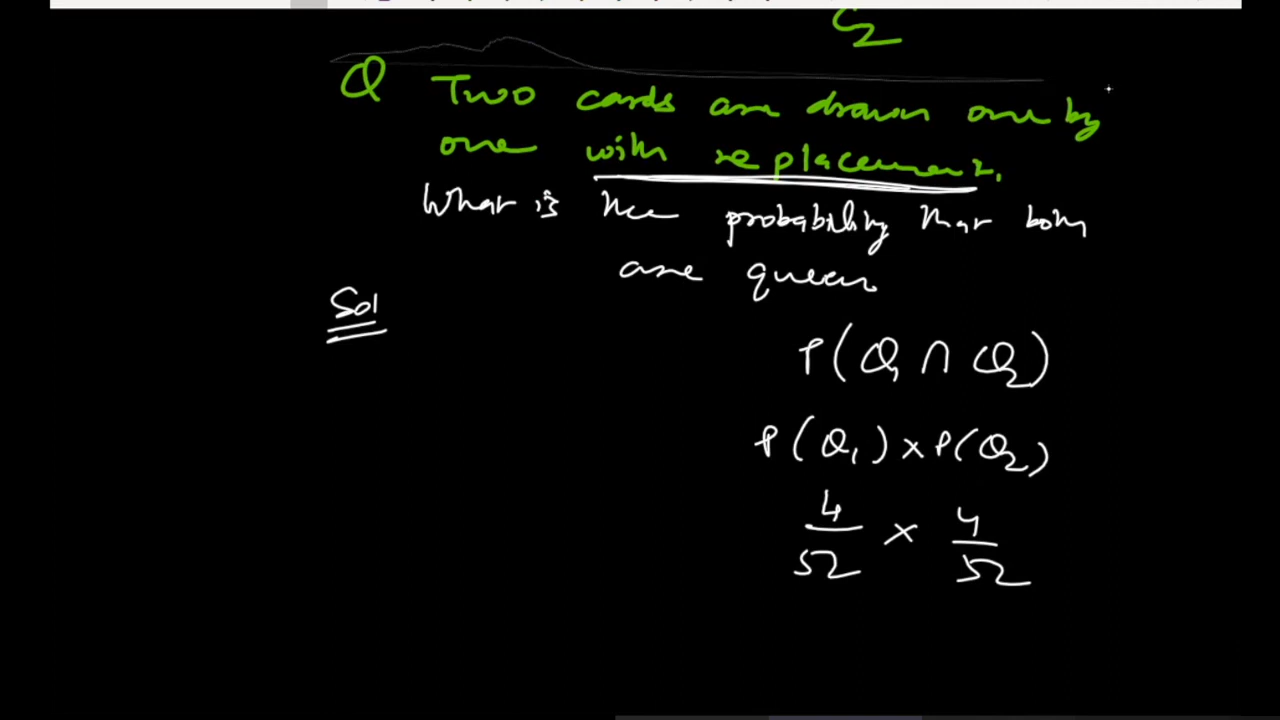 C2
Q Two cards are drawn one by
one with replacement.
What is the probability that both
are queen
Sol
P(Q1 ∩ Q2)
P(Q1) × P(Q2)
4/52 × 4/52